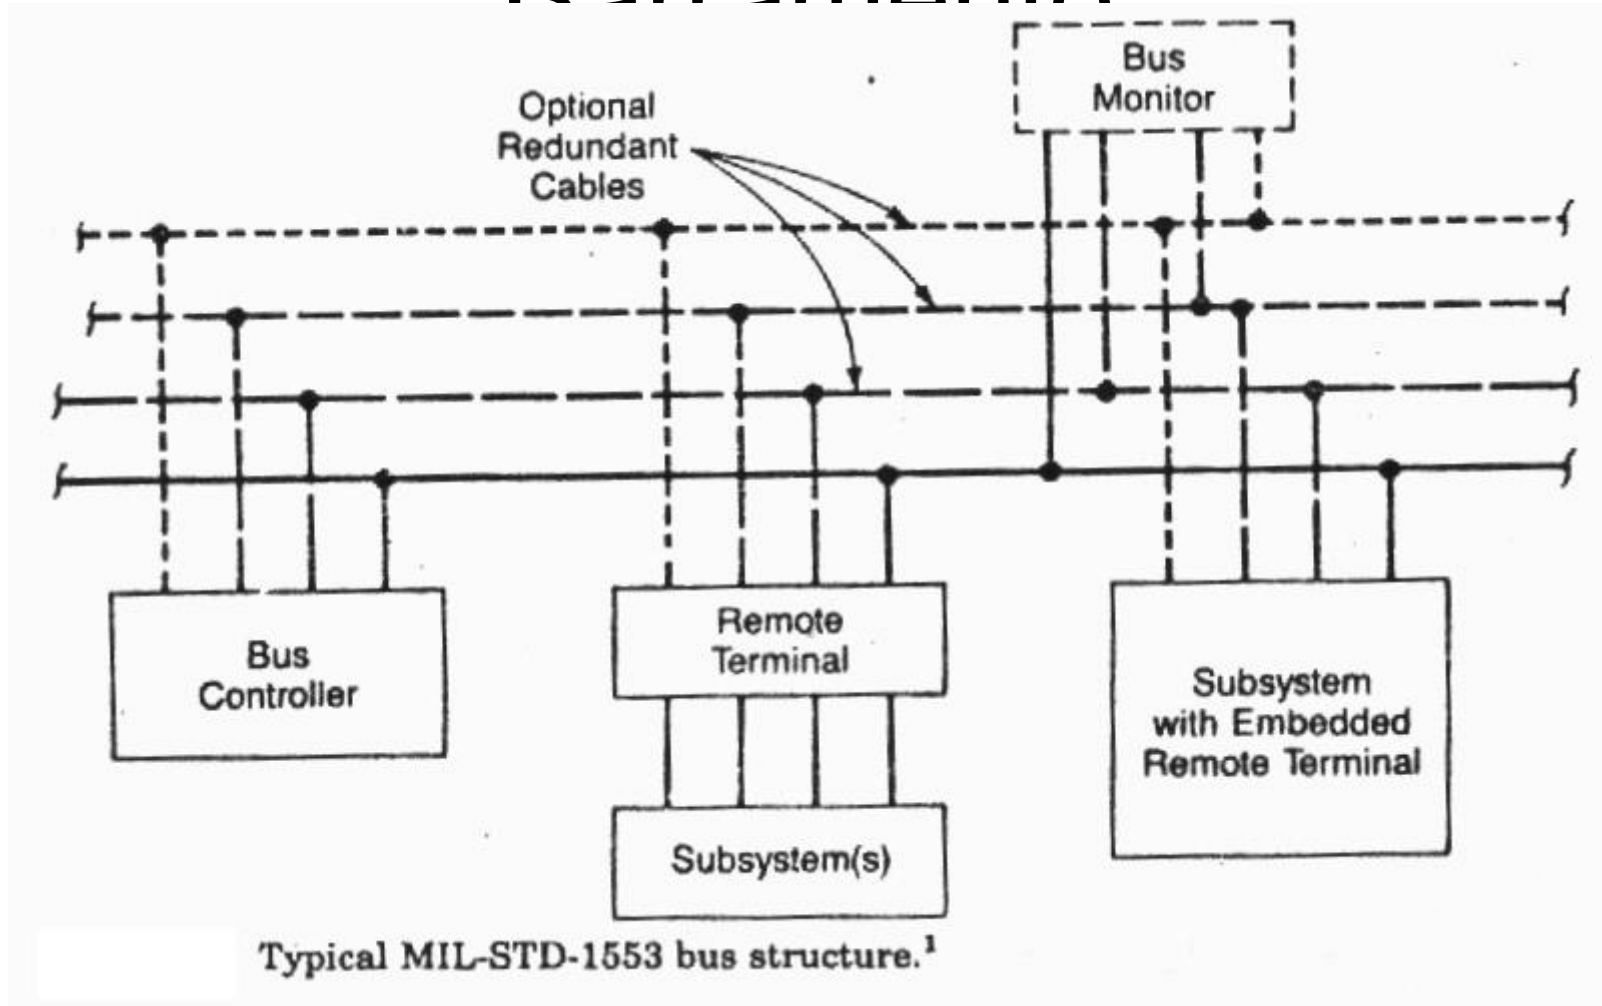 Bus
Monitor
Optional
Redundant
Cables
Bus
Controller
Remote
Terminal
Subsystem
with Embedded
Remote Terminal
Subsystem(s)
Typical MIL-STD-1553 bus structure.¹